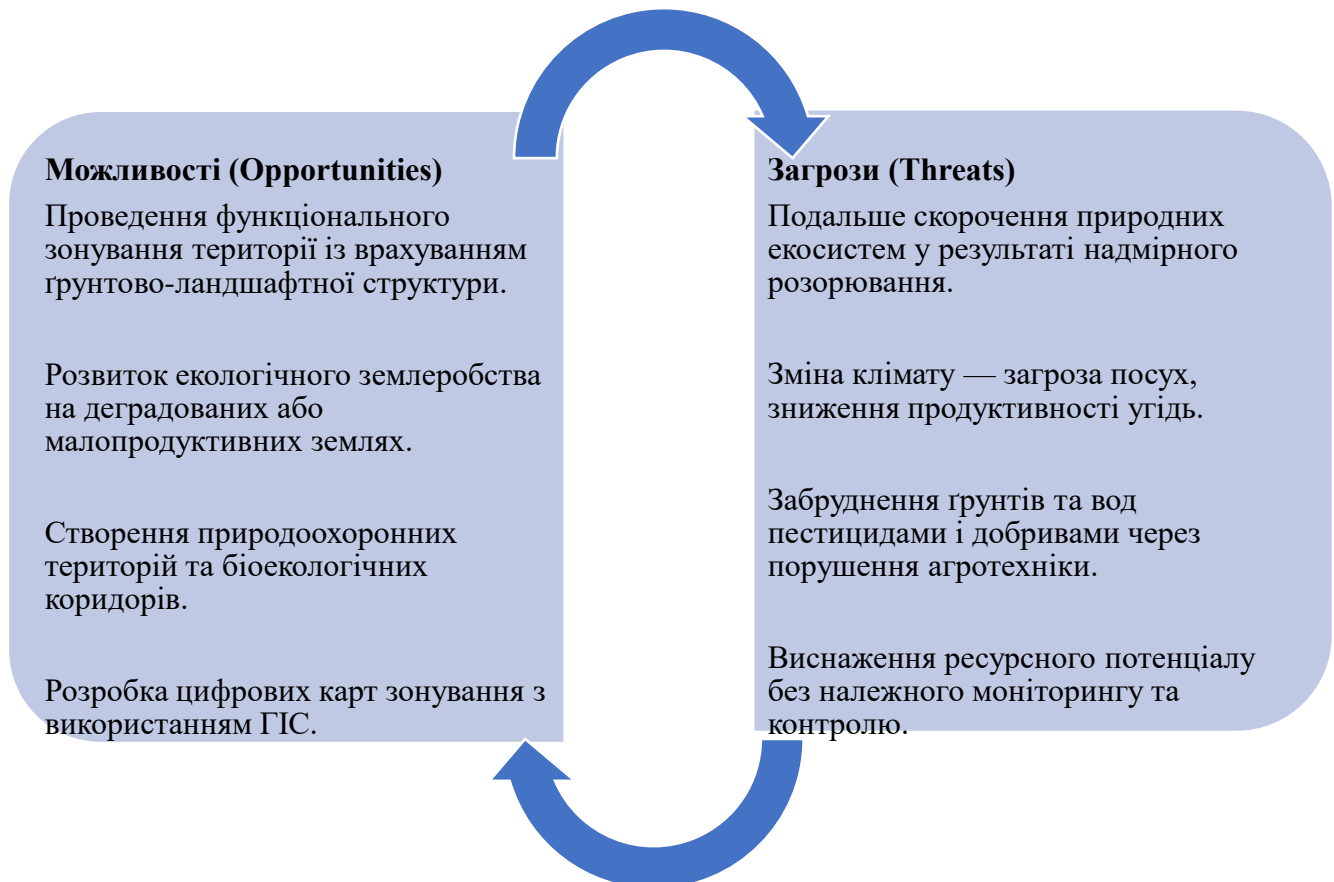 Можливості (Opportunities)
Проведення функціонального
зонування території із врахуванням
ґрунтово-ландшафтної структури.
Розвиток екологічного землеробства
на деградованих або
малопродуктивних землях.
Створення природоохоронних
територій та біоекологічних
коридорів.
Розробка цифрових карт зонування з
використанням ГІС.
Загрози (Threats)
Подальше скорочення природних
екосистем у результаті надмірного
розорювання.
Зміна клімату — загроза посух,
зниження продуктивності угідь.
Забруднення ґрунтів та вод
пестицидами і добривами через
порушення агротехніки.
Виснаження ресурсного потенціалу
без належного моніторингу та
контролю.